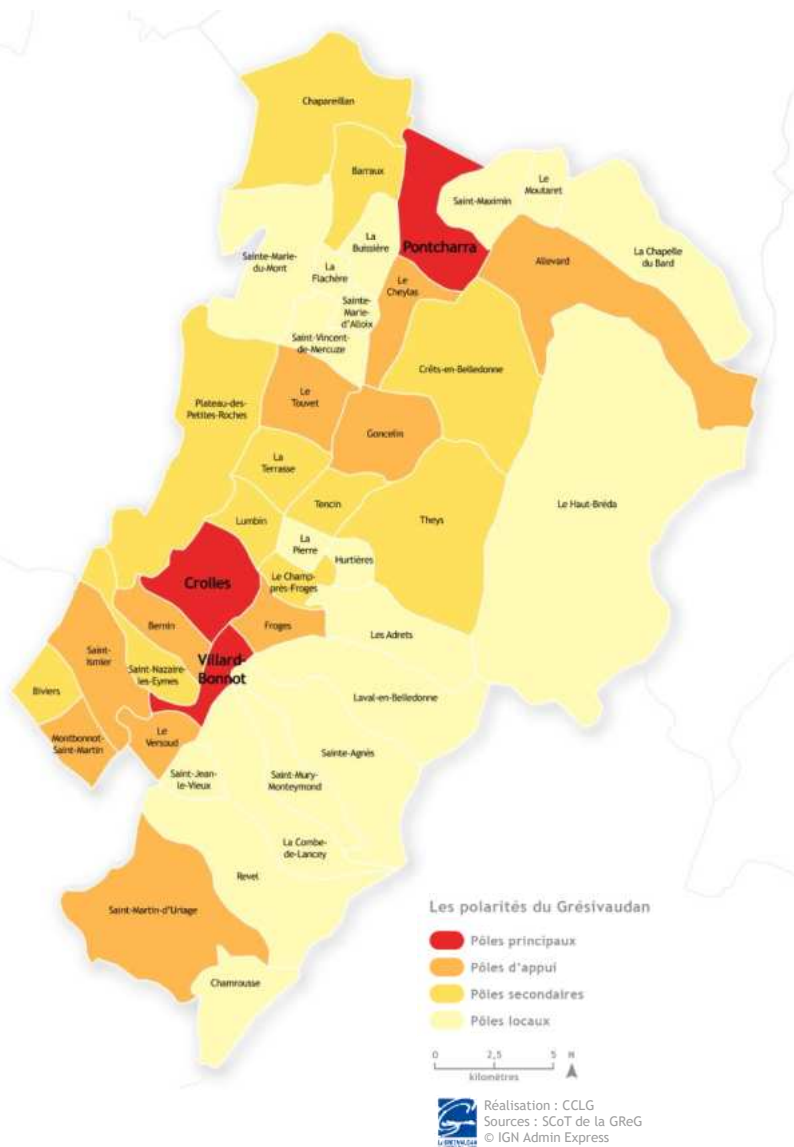 Chapareillan
Barraux
Le
Moutaret
Saint-Maximin
La
Buissière
Pontcharra
Sainte-Marie-
du-Mont
La
Flachère
Allevard
La Chapelle
du Bard
Le
Cheylas
Sainte-
Marie-
d'Alloix
Saint-Vincent-
de-Mercuze
Crêts-en-Belledonne
Plateau-des-
Petites-Roches
Le
Touvet
Goncelin
La
Terrasse
Tencin
Lumbin
Theys
Le Haut-Bréda
La
Pierre
Hurtières
Crolles
Le Champ-
près-Froges
Bernin
Froges
Les Adrets
Saint-
Ismier
Saint-Nazaire-
les-Eymes
Villard-
Bonnot
Biviers
Laval-en-Belledonne
Montbonnot-
Saint-Martin
Le
Versoud
Sainte-Agnès
Saint-Jean-
le-Vieux
Saint-Mury-
Monteymond
La Combe-
de-Lancey
Revel
Saint-Martin-d'Uriage
Chamrousse
Les polarités du Grésivaudan
Pôles principaux
Pôles d'appui
Pôles secondaires
Pôles locaux
0 2,5 5 N
kilomètres
Réalisation : CCLG
Sources : SCoT de la GReG
© IGN Admin Express
Le GRÉSIVAUDAN